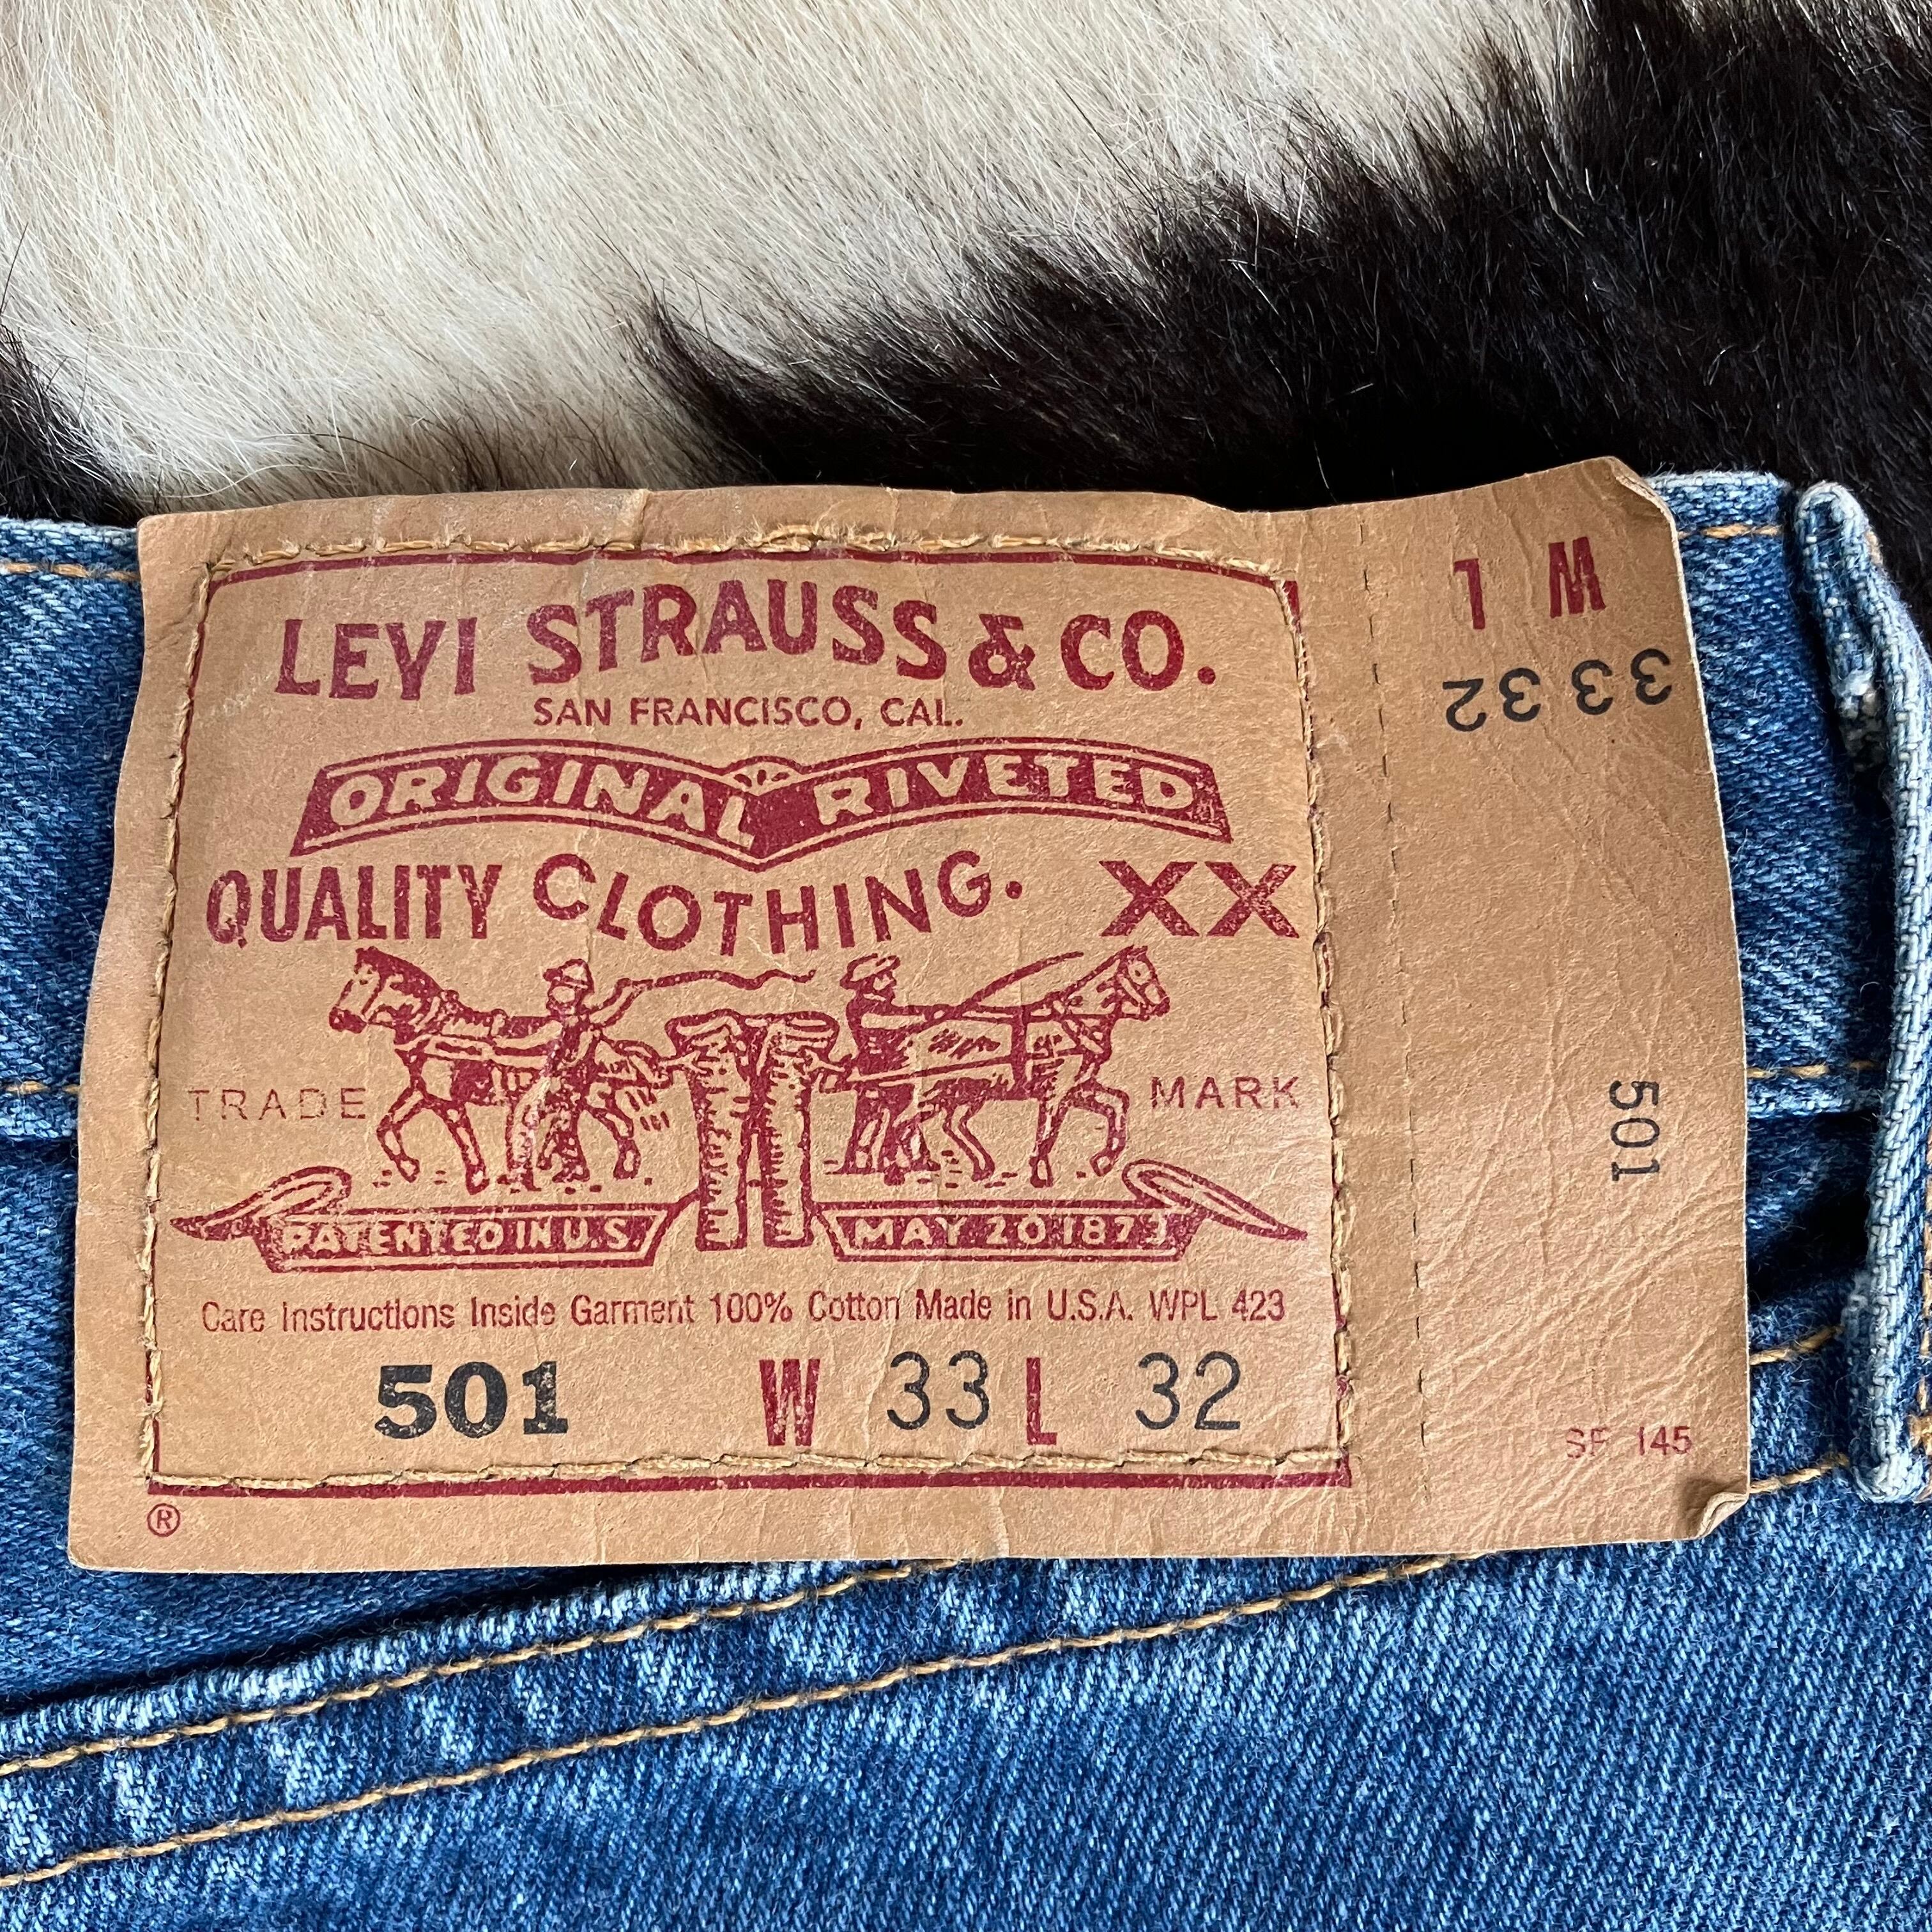 LEVI STRAUSS & CO.
SAN FRANCISCO, CAL.
ORIGINAL RIVETED
QUALITY CLOTHING. XX
TRADE MARK
PATENTED IN U.S. MAY 20 1873
Care Instructions Inside Garment 100% Cotton Made in U.S.A. WPL 423
501 W 33 L 32
®
W L
33 32
501
SF 145